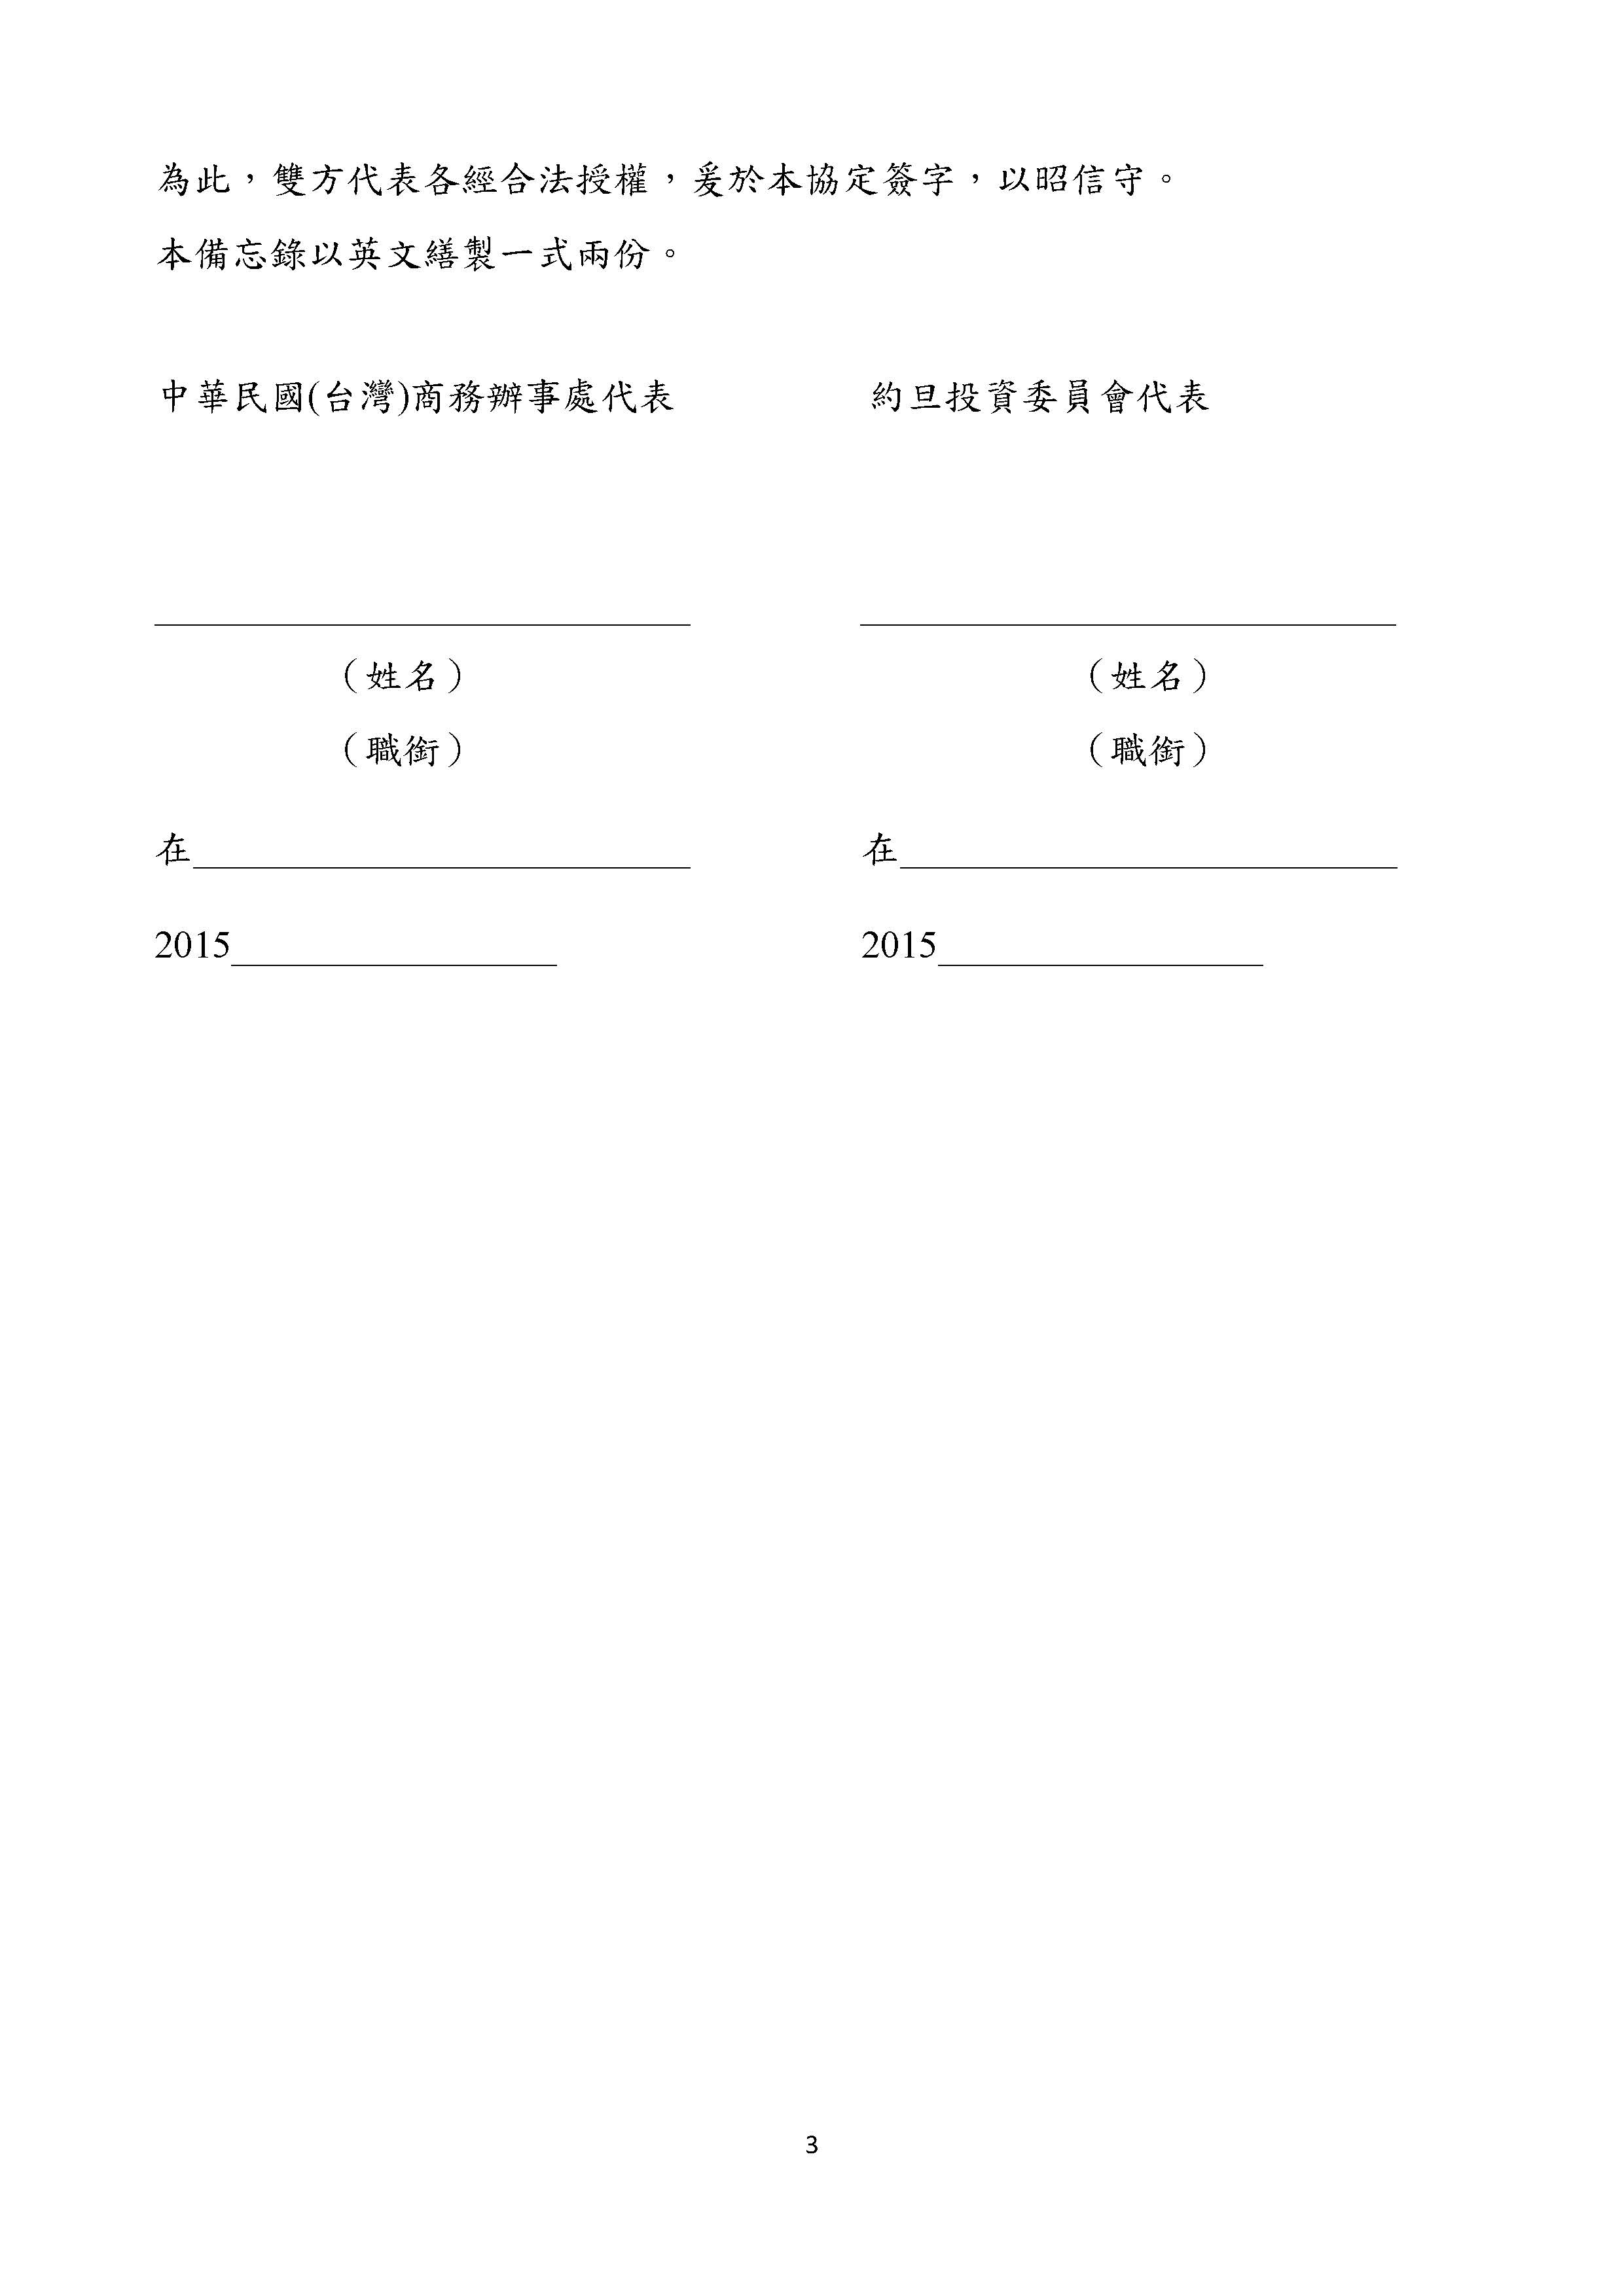 為此，雙方代表各經合法授權，爰於本協定簽字，以昭信守。
本備忘錄以英文繕製一式兩份。
中華民國(台灣)商務辦事處代表 約旦投資委員會代表
（姓名） （姓名）
（職銜） （職銜）
在 在
2015 2015
3